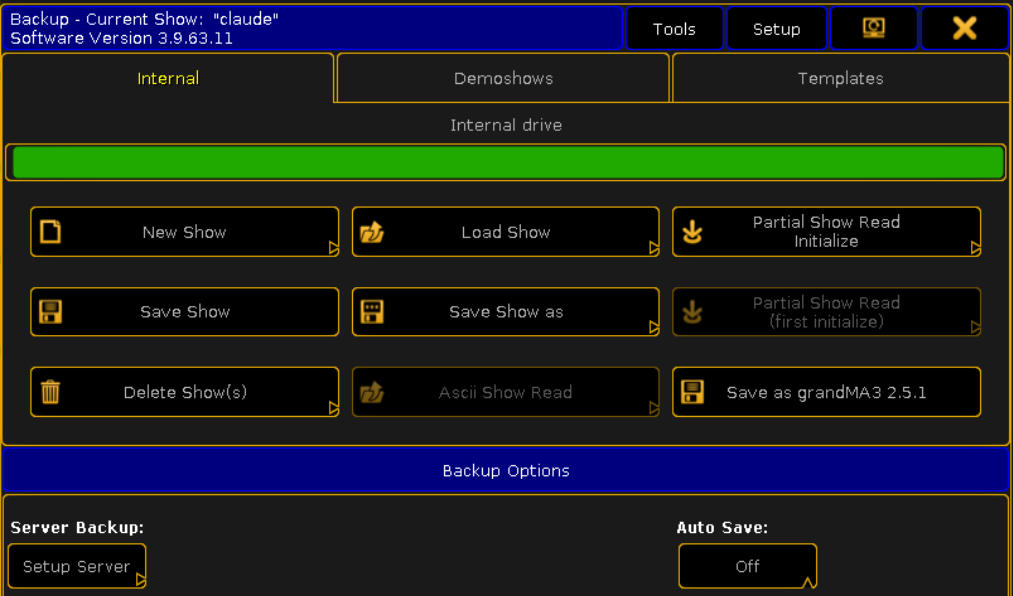 Backup - Current Show: "claude"
Software Version 3.9.63.11
Tools
Setup
Internal
Demoshows
Templates
Internal drive
New Show
Load Show
Partial Show Read
Initialize
Save Show
Save Show as
Partial Show Read
(first initialize)
Delete Show(s)
Ascii Show Read
Save as grandMA3 2.5.1
Backup Options
Server Backup:
Auto Save:
Setup Server
Off